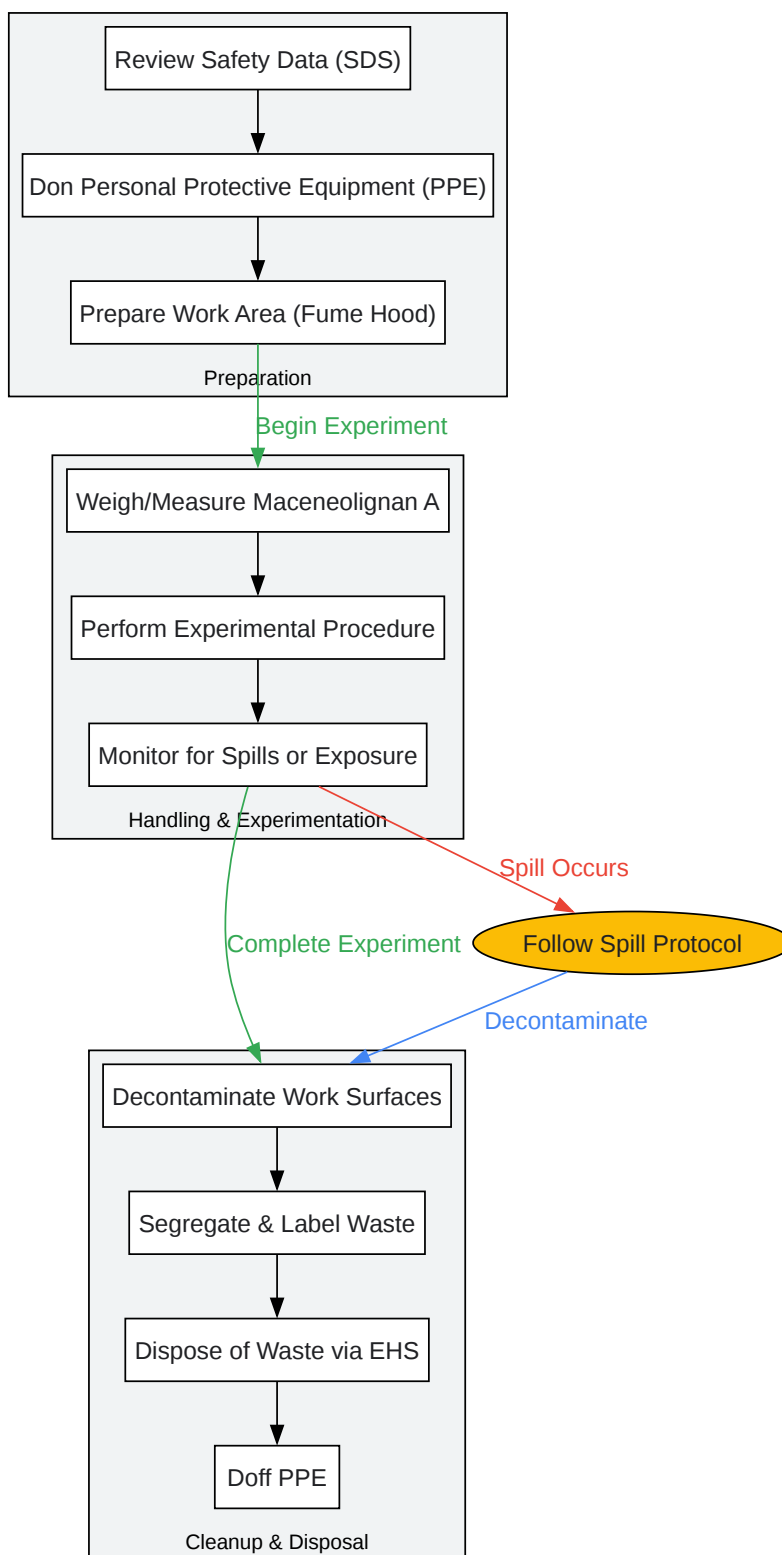 Review Safety Data (SDS)
Don Personal Protective Equipment (PPE)
Prepare Work Area (Fume Hood)
Preparation
Begin Experiment
Weigh/Measure Maceneolignan A
Perform Experimental Procedure
Monitor for Spills or Exposure
Handling & Experimentation
Spill Occurs
Complete Experiment
Follow Spill Protocol
Decontaminate
Decontaminate Work Surfaces
Segregate & Label Waste
Dispose of Waste via EHS
Doff PPE
Cleanup & Disposal